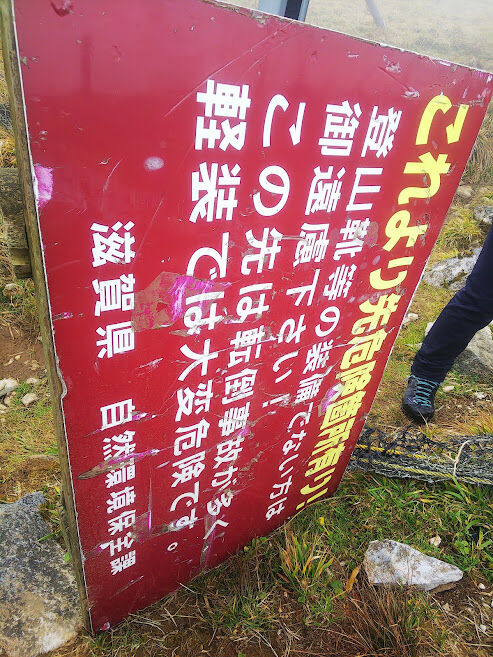 これより先危険箇所有り!!
登山靴等の装備でない方は
御遠慮下さい!
この先は転倒事故が多く
軽装では大変危険です。
滋賀県 自然環境保全課